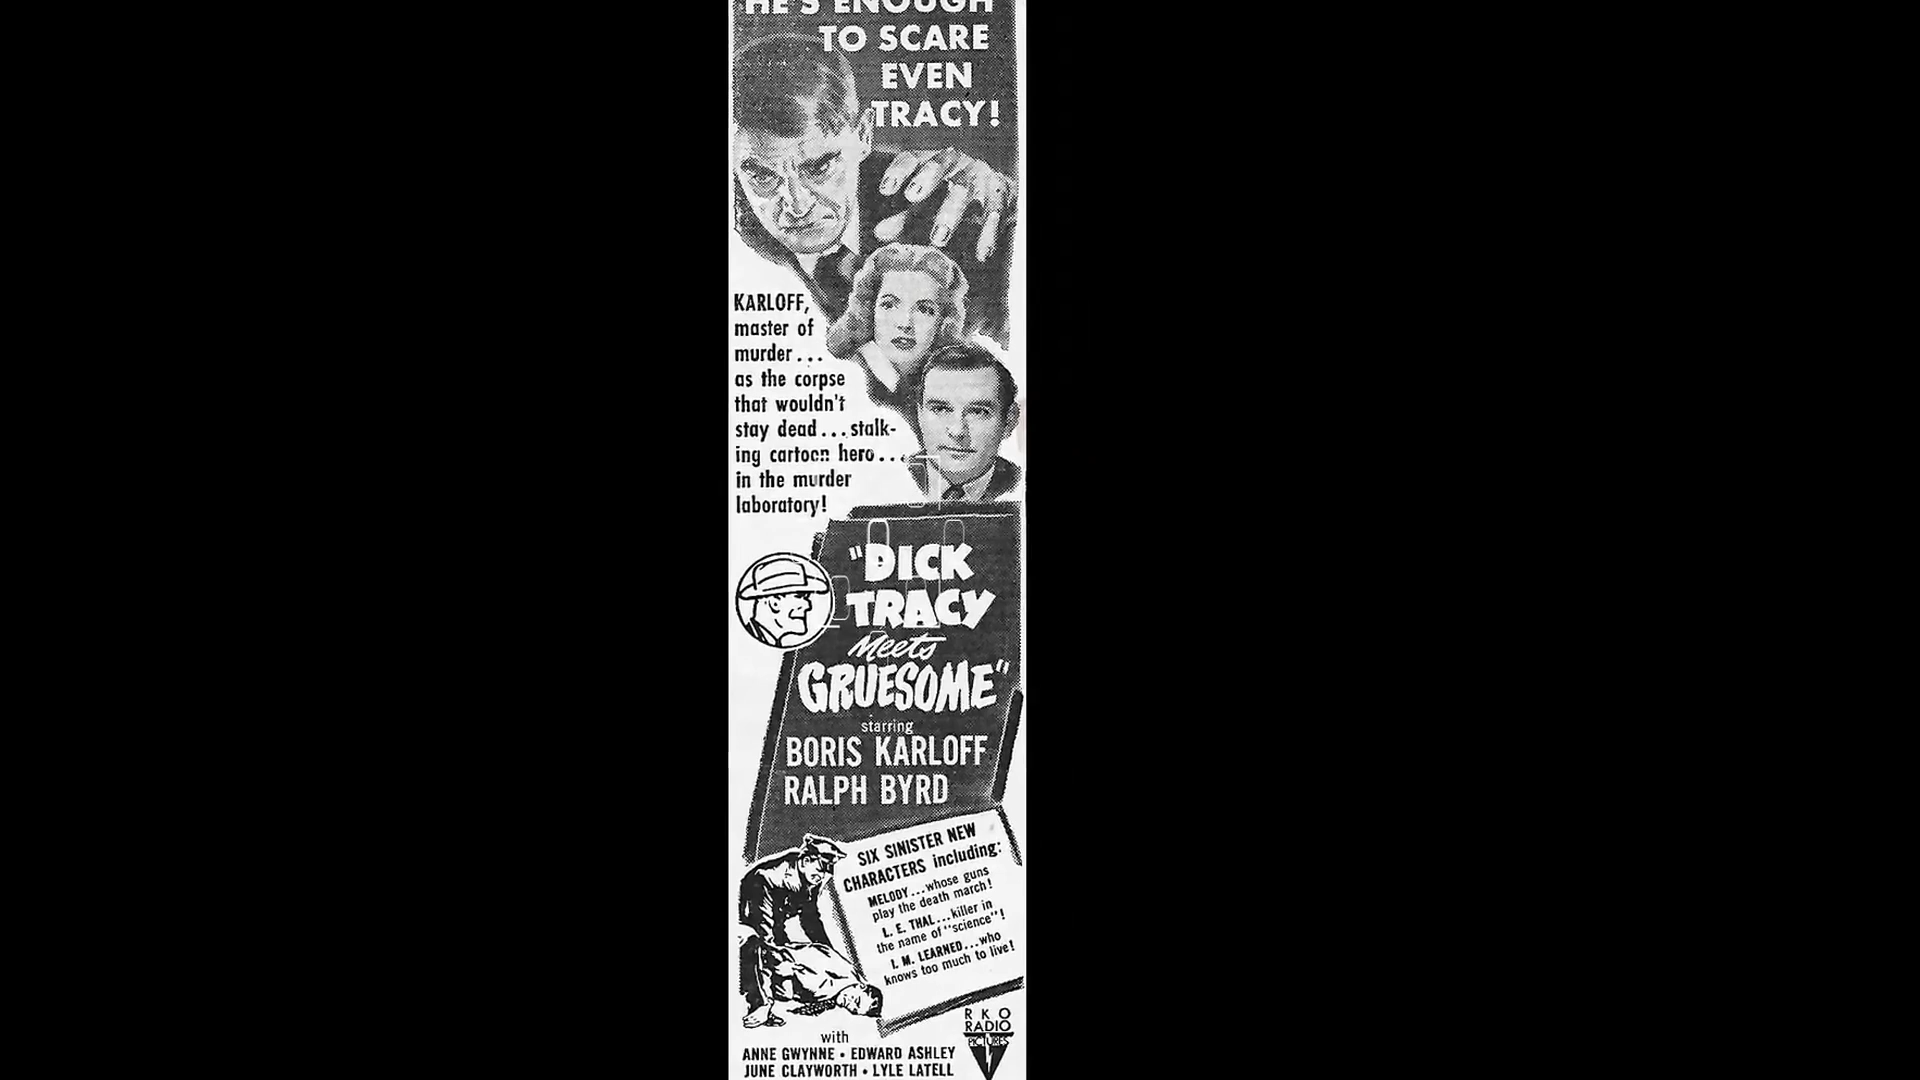 HE'S ENOUGH
TO SCARE
EVEN
TRACY!
KARLOFF,
master of
murder...
as the corpse
that wouldn't
stay dead...stalk-
ing cartoon hero...
in the murder
laboratory!
"DICK
TRACY
Meets
GRUESOME"
starring
BORIS KARLOFF
RALPH BYRD
SIX SINISTER NEW
CHARACTERS including:
MELODY...whose guns
play the death march!
L. E. THAL...killer in
the name of "science"!
I. M. LEARNED...who
knows too much to live!
with
ANNE GWYNNE • EDWARD ASHLEY
JUNE CLAYWORTH • LYLE LATELL
RKO
RADIO
PICTURES